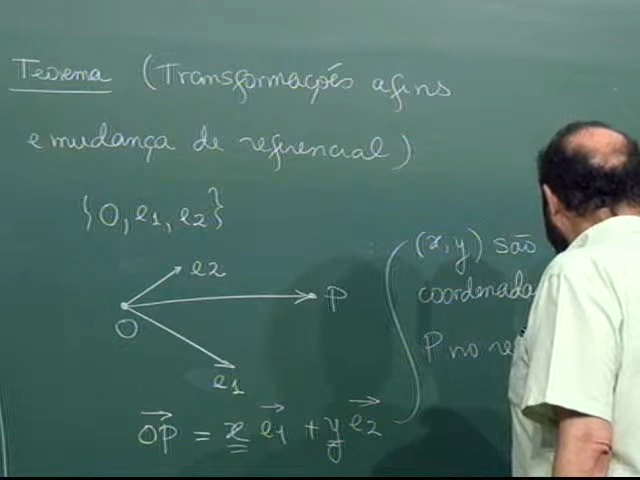 Teorema (Transformações afins
e mudança de referencial)
{O, e1, e2}
e2
O
P
e1
OP = x e1 + y e2
(x, y) são
coordenada
P no re